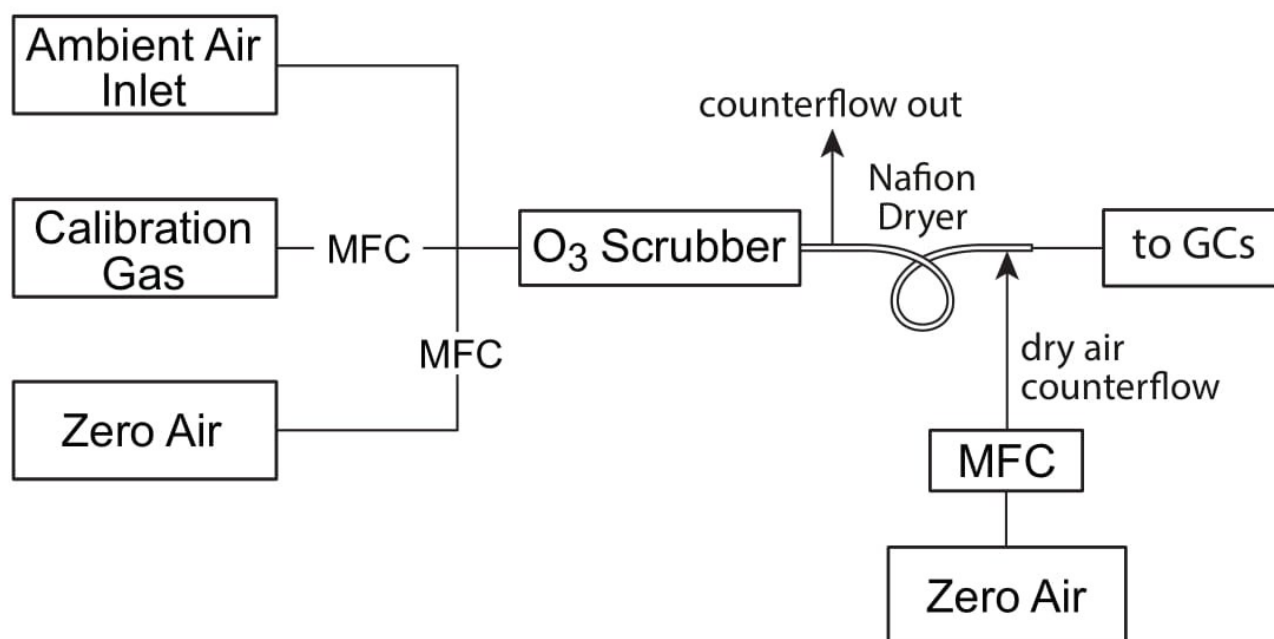 Ambient Air
Inlet
counterflow out
Nafion
Dryer
Calibration
Gas
MFC
O₃ Scrubber
to GCs
MFC
dry air
counterflow
Zero Air
MFC
Zero Air